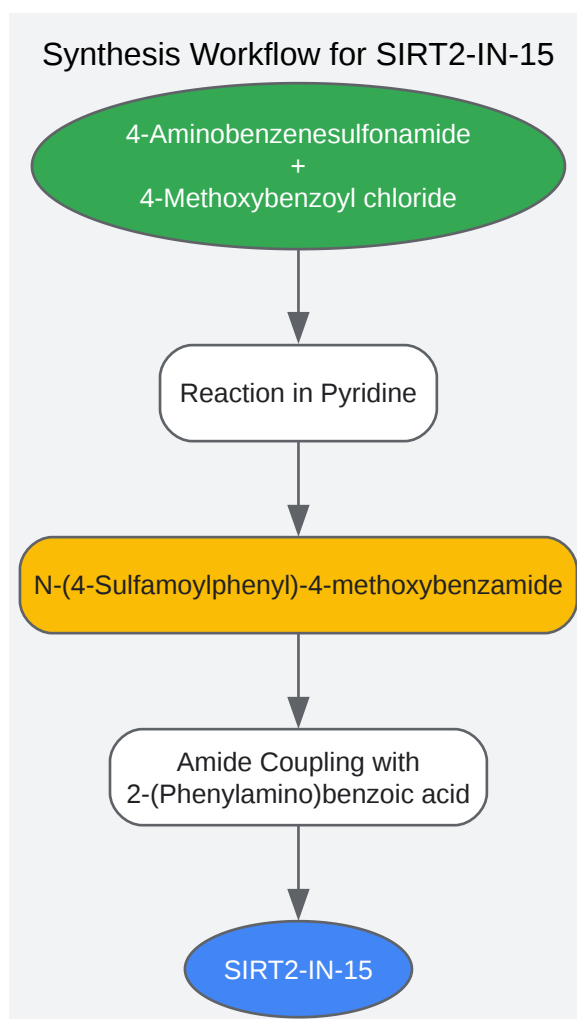 Synthesis Workflow for SIRT2-IN-15
4-Aminobenzenesulfonamide
+
4-Methoxybenzoyl chloride
Reaction in Pyridine
N-(4-Sulfamoylphenyl)-4-methoxybenzamide
Amide Coupling with
2-(Phenylamino)benzoic acid
SIRT2-IN-15